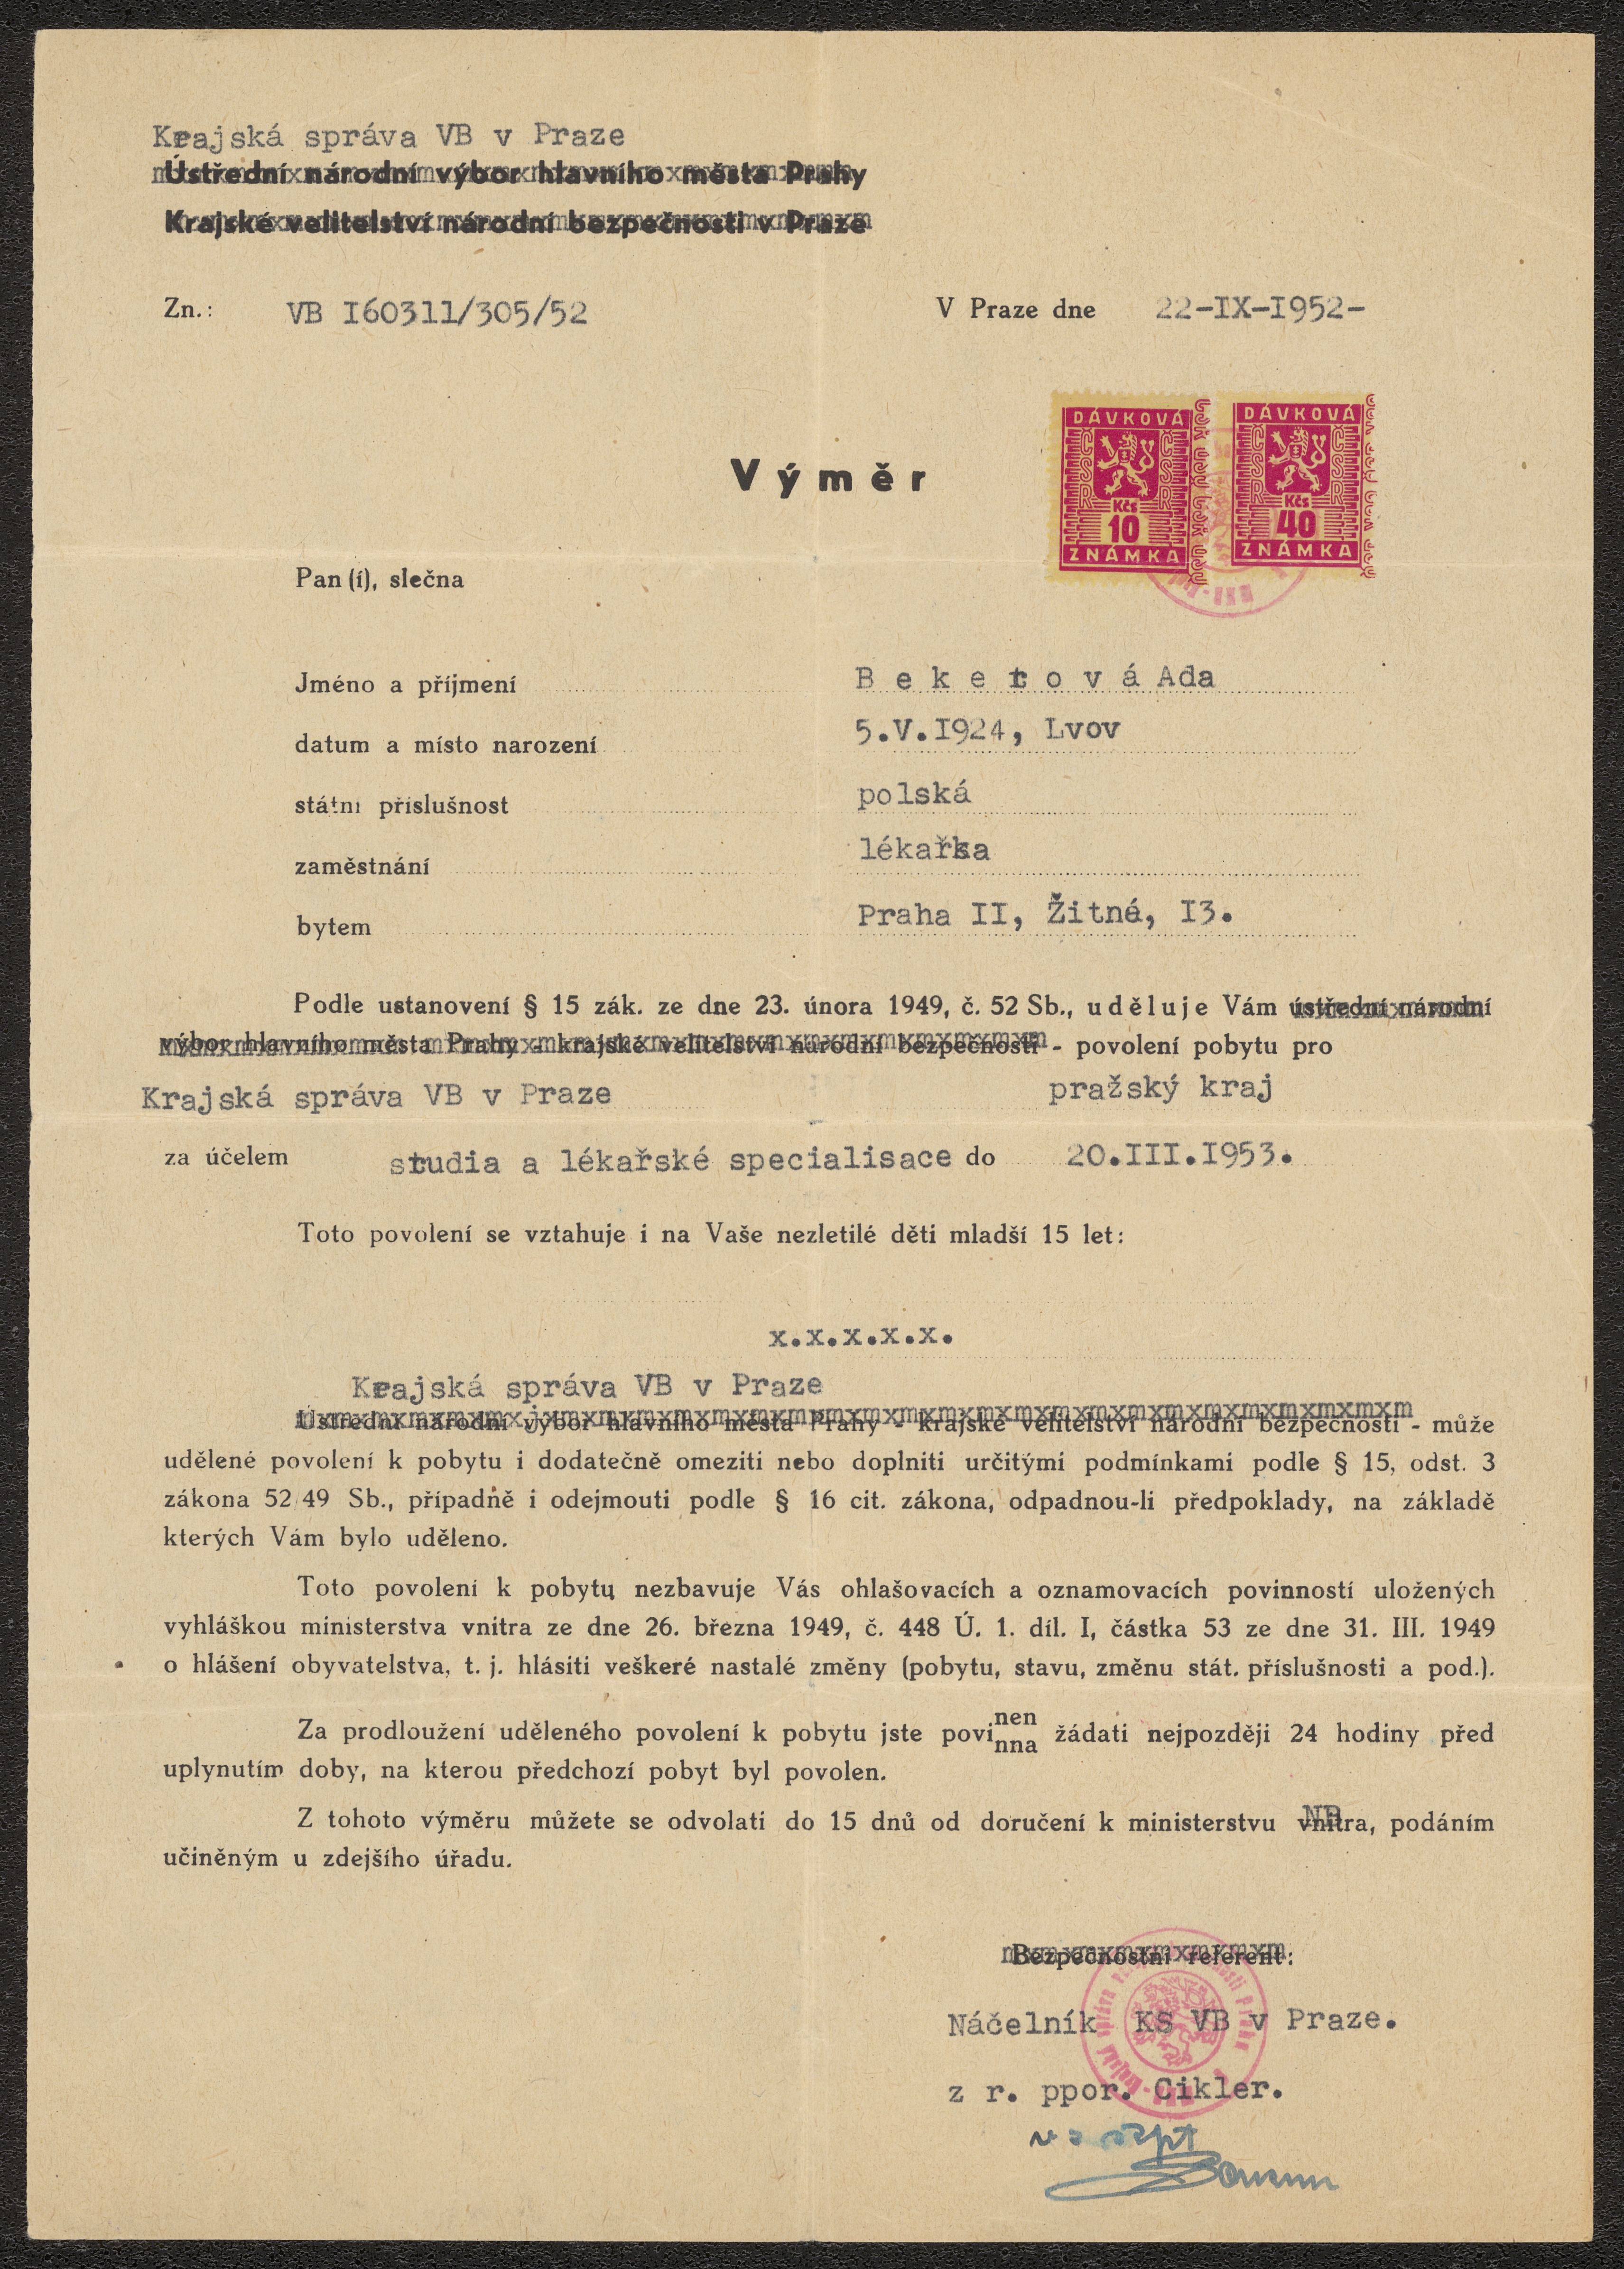 Krajská správa VB v Praze
Ústřední národní výbor hlavního města Prahy
Krajské velitelství národní bezpečnosti v Praze
Zn.: VB I60311/305/52 V Praze dne 22-IX-I952-
DÁVKOVÁ DÁVKOVÁ
ČSR ČSR ČSR ČSR
Kčs Kčs
10 40
ZNÁMKA ZNÁMKA
Výměr
Pan (í), slečna
Jméno a příjmení B e k e t o v á Ada
datum a místo narození 5.V.I924, Lvov
státní příslušnost polská
zaměstnání lékařka
bytem Praha II, Žitná, I3.
Podle ustanovení § 15 zák. ze dne 23. února 1949, č. 52 Sb., uděluje Vám ústřední národní
výbor hlavního města Prahy - krajské velitelství národní bezpečnosti - povolení pobytu pro
Krajská správa VB v Praze pražský kraj
za účelem studia a lékařské specialisace do 20.III.I953.
Toto povolení se vztahuje i na Vaše nezletilé děti mladší 15 let:
x.x.x.x.x.
Krajská správa VB v Praze
Ústřední národní výbor hlavního města Prahy - krajské velitelství národní bezpečnosti - může
udělené povolení k pobytu i dodatečně omeziti nebo doplniti určitými podmínkami podle § 15, odst. 3
zákona 52/49 Sb., případně i odejmouti podle § 16 cit. zákona, odpadnou-li předpoklady, na základě
kterých Vám bylo uděleno.
Toto povolení k pobytu nezbavuje Vás ohlašovacích a oznamovacích povinností uložených
vyhláškou ministerstva vnitra ze dne 26. března 1949, č. 448 Ú. 1. díl. I, částka 53 ze dne 31. III. 1949
o hlášení obyvatelstva, t. j. hlásiti veškeré nastalé změny (pobytu, stavu, změnu stát. příslušnosti a pod.).
Za prodloužení uděleného povolení k pobytu jste povinen nna žádati nejpozději 24 hodiny před
uplynutím doby, na kterou předchozí pobyt byl povolen.
Z tohoto výměru můžete se odvolati do 15 dnů od doručení k ministerstvu vnitra, podáním
NB
učiněným u zdejšího úřadu.
Bezpečnostní referent:
Náčelník KS VB v Praze.
z r. ppor. Cikler.